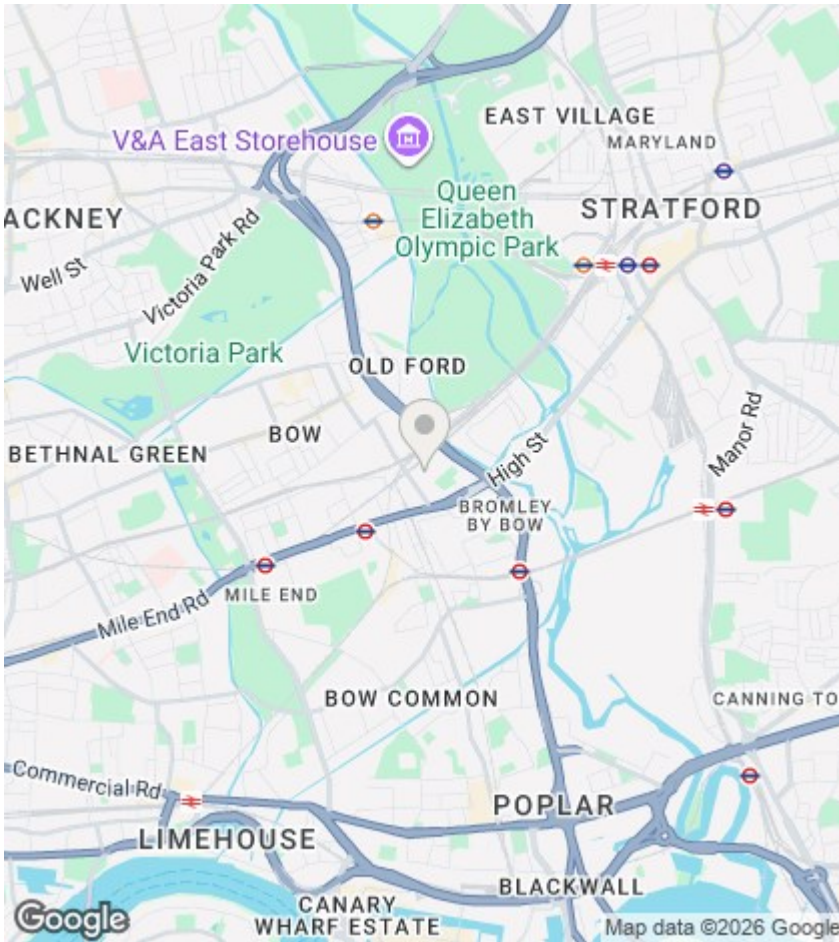 EAST VILLAGE
V&A East Storehouse
MARYLAND
Queen
Elizabeth
Olympic Park
STRATFORD
ACKNEY
Well St
Victoria Park Rd
Victoria Park
OLD FORD
BOW
BETHNAL GREEN
High St
Manor Rd
BROMLEY
BY BOW
MILE END
Mile End Rd
BOW COMMON
CANNING TO
Commercial Rd
POPLAR
LIMEHOUSE
BLACKWALL
CANARY
WHARF ESTATE
Google
Map data ©2026 Google